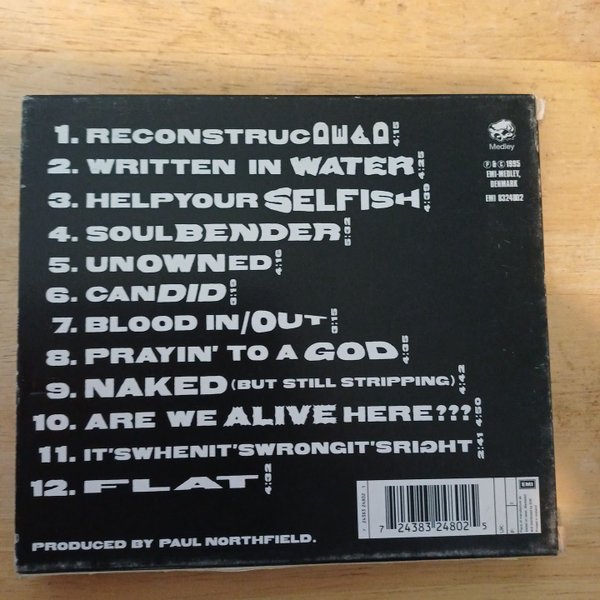 1. RECONSTRUCDEAD 4:15
2. WRITTEN IN WATER 4:25
3. HELPYOUR SELFISH 4:39
4. SOULBENDER 5:32
5. UNOWNED 4:16
6. CANDID 3:19
7. BLOOD IN/OUT 3:15
8. PRAYIN' TO A GOD 4:35
9. NAKED (BUT STILL STRIPPING) 4:42
10. ARE WE ALIVE HERE??? 4:50
11. IT'SWHENIT'SWRONGIT'SRIGHT 2:41
12. FLAT 4:32
PRODUCED BY PAUL NORTHFIELD.
Medley
℗ & © 1995
EMI-MEDLEY,
DENMARK
EMI 8324802
EMI
UK
7 24383 24802 5